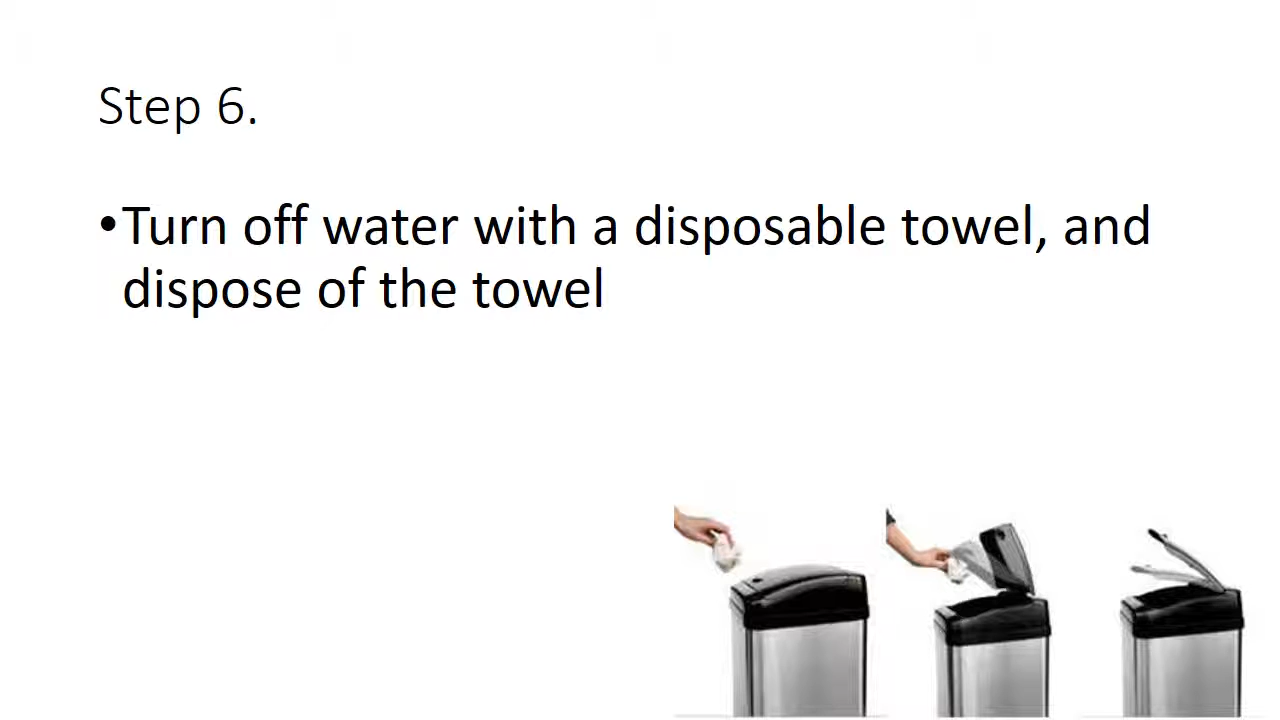 Step 6.
•Turn off water with a disposable towel, and
dispose of the towel